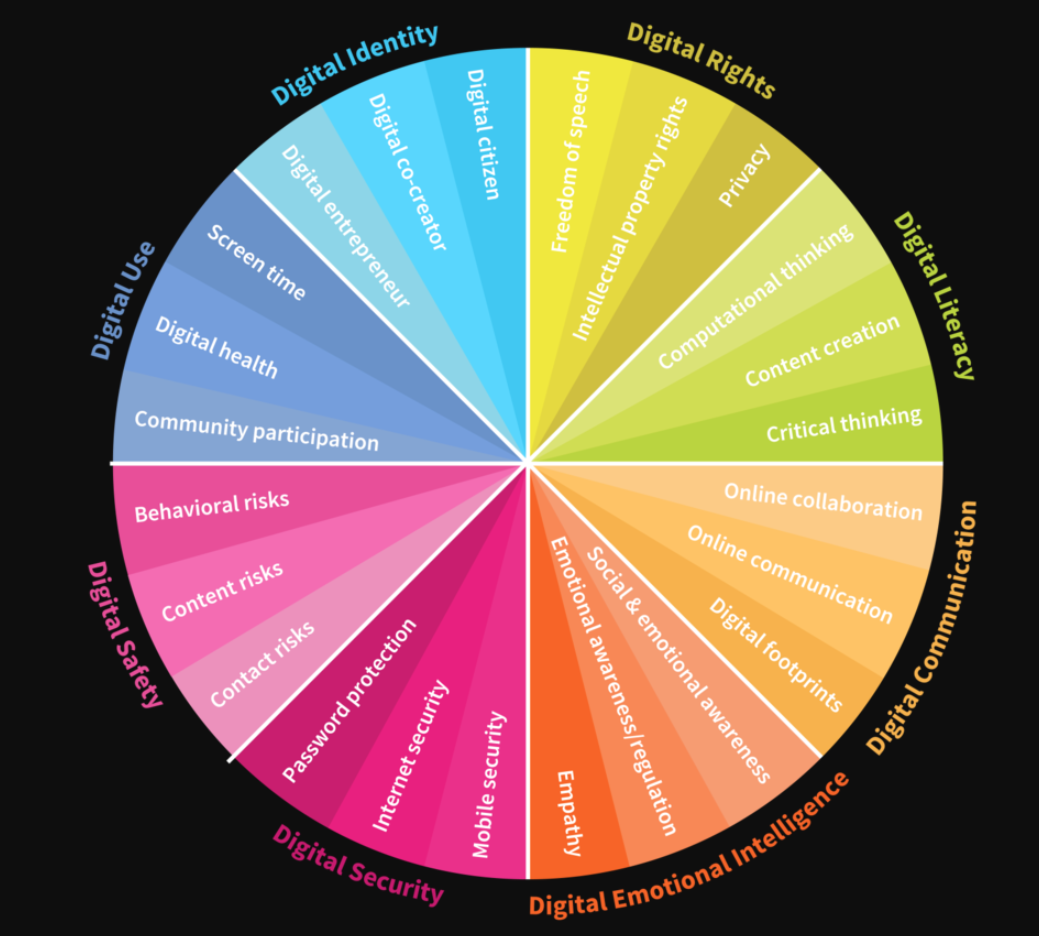 Digital Identity
Digital entrepreneur
Digital co-creator
Digital citizen
Digital Rights
Freedom of speech
Intellectual property rights
Privacy
Digital Literacy
Computational thinking
Content creation
Critical thinking
Digital Communication
Online collaboration
Online communication
Digital footprints
Digital Emotional Intelligence
Social & emotional awareness
Emotional awareness/regulation
Empathy
Digital Security
Mobile security
Internet security
Password protection
Digital Safety
Contact risks
Content risks
Behavioral risks
Digital Use
Community participation
Digital health
Screen time